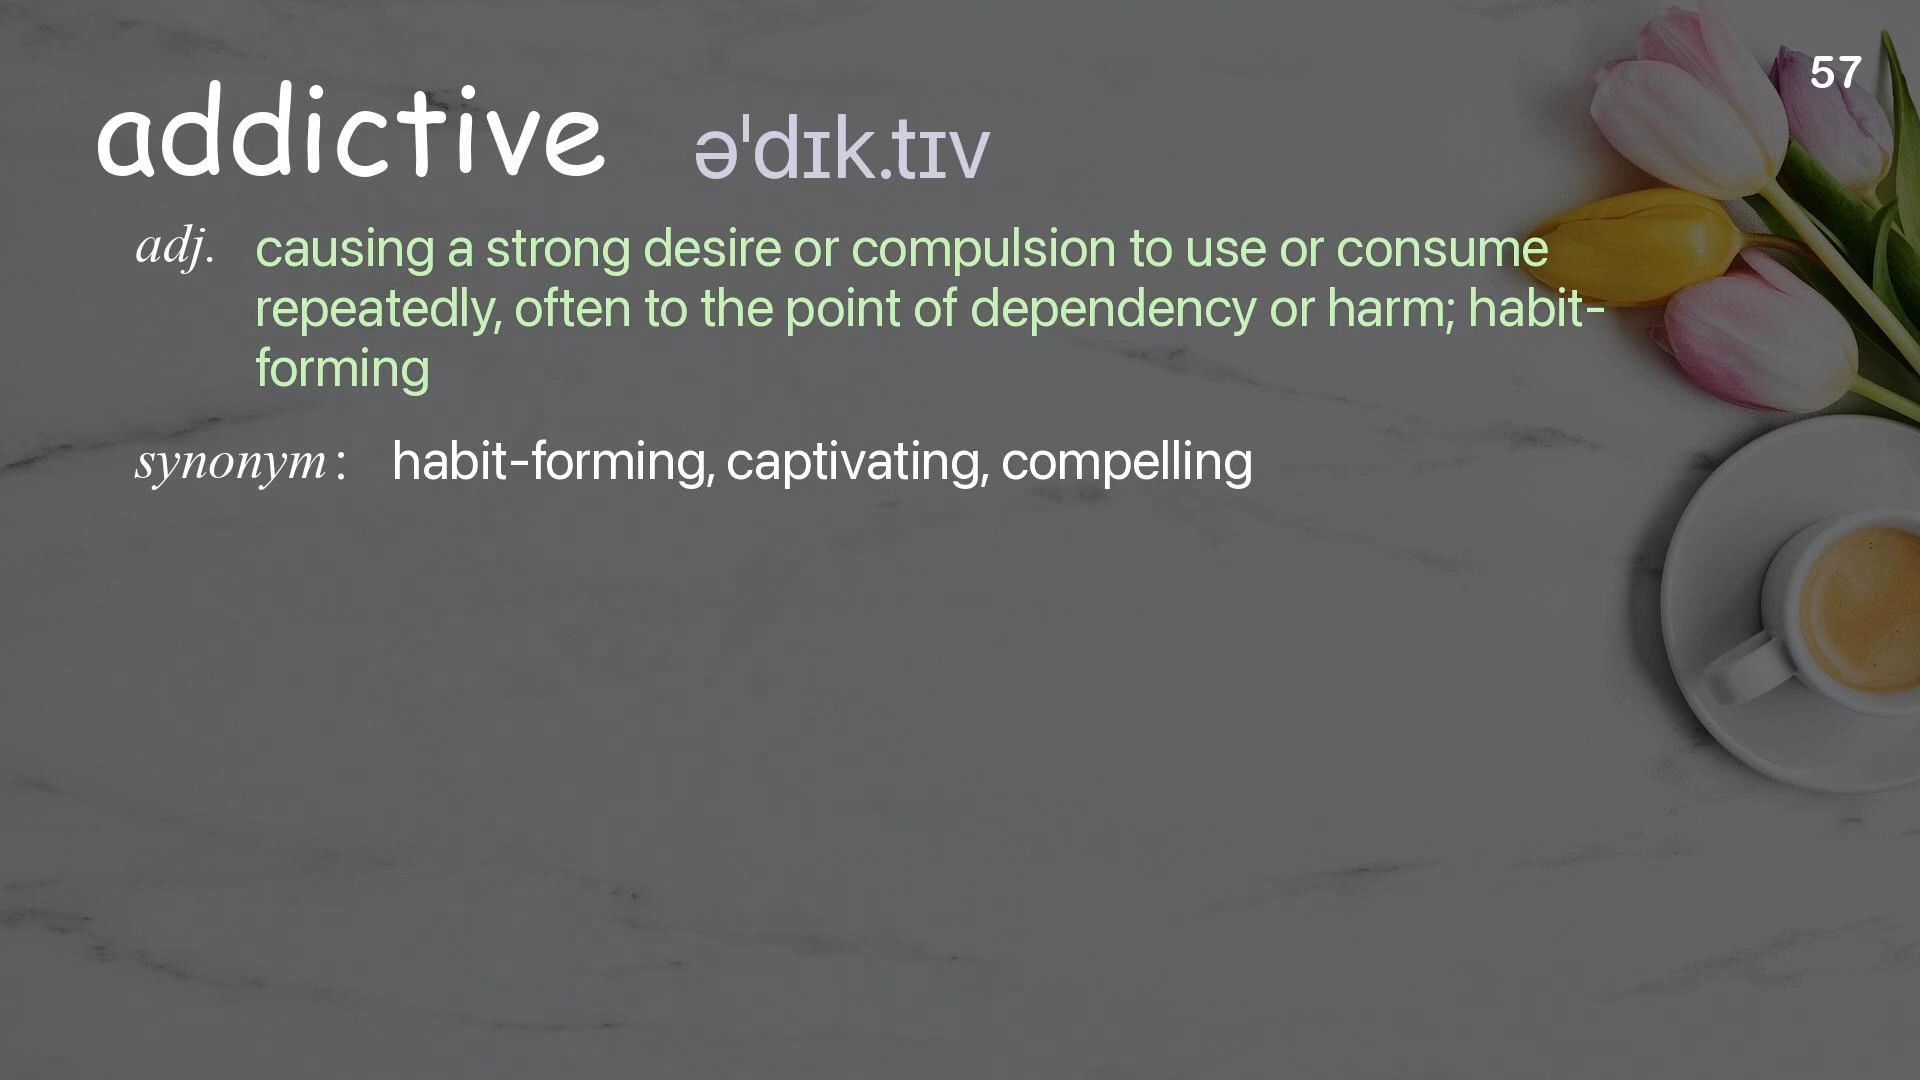 57
addictive əˈdɪk.tɪv
adj. causing a strong desire or compulsion to use or consume
repeatedly, often to the point of dependency or harm; habit-
forming
synonym: habit-forming, captivating, compelling